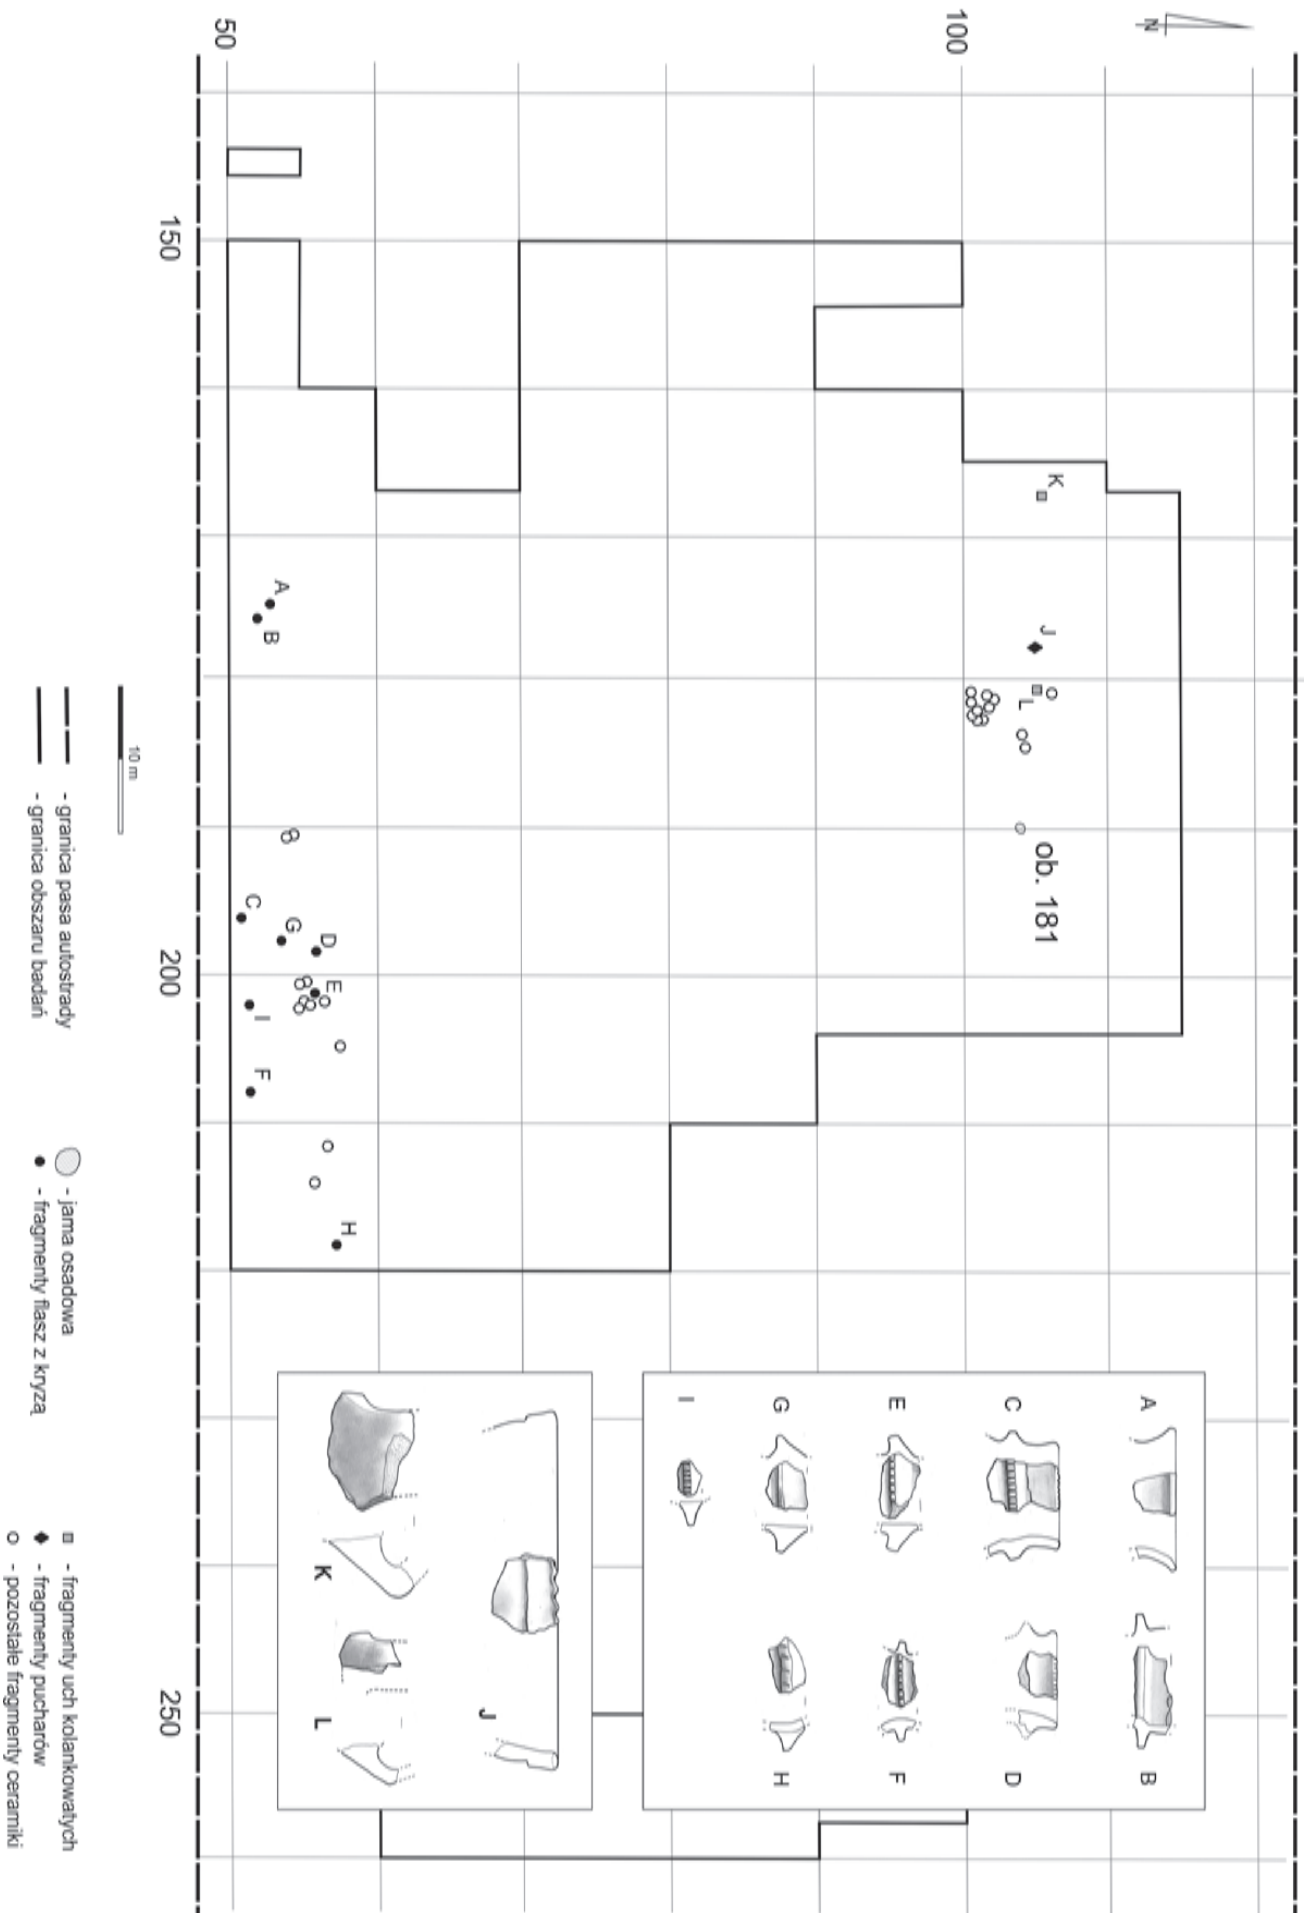 N
50
100
150
200
250
K
J
L
ob. 181
A
B
C
G
D
E
I
F
H
A
B
C
D
E
F
G
H
I
J
K
L
10 m
- granica pasa autostrady
- granica obszaru badań
- jama osadowa
- fragmenty flasz z kryzą
- fragmenty uch kolankowatych
- fragmenty pucharów
- pozostałe fragmenty ceramiki